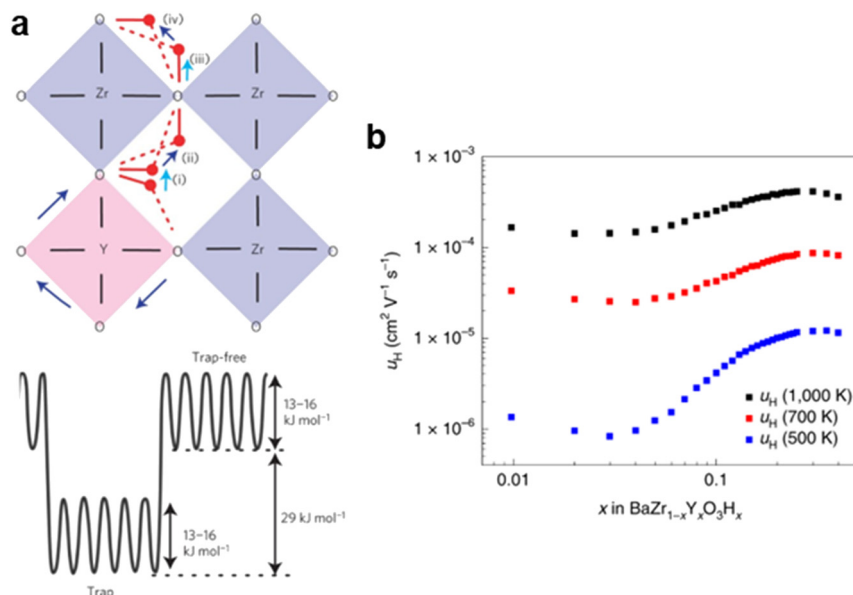 a
O
O
(iv)
(iii)
O
Zr
O
Zr
O
(ii)
O
(i)
O
O
Y
O
Zr
O
O
O
Trap-free
13–16
kJ mol⁻¹
29 kJ mol⁻¹
13–16
kJ mol⁻¹
Trap
b
1 × 10⁻³
1 × 10⁻⁴
1 × 10⁻⁵
1 × 10⁻⁶
u_H (cm² V⁻¹ s⁻¹)
u_H (1,000 K)
u_H (700 K)
u_H (500 K)
0.01
0.1
x in BaZr₁₋ₓYₓO₃Hₓ